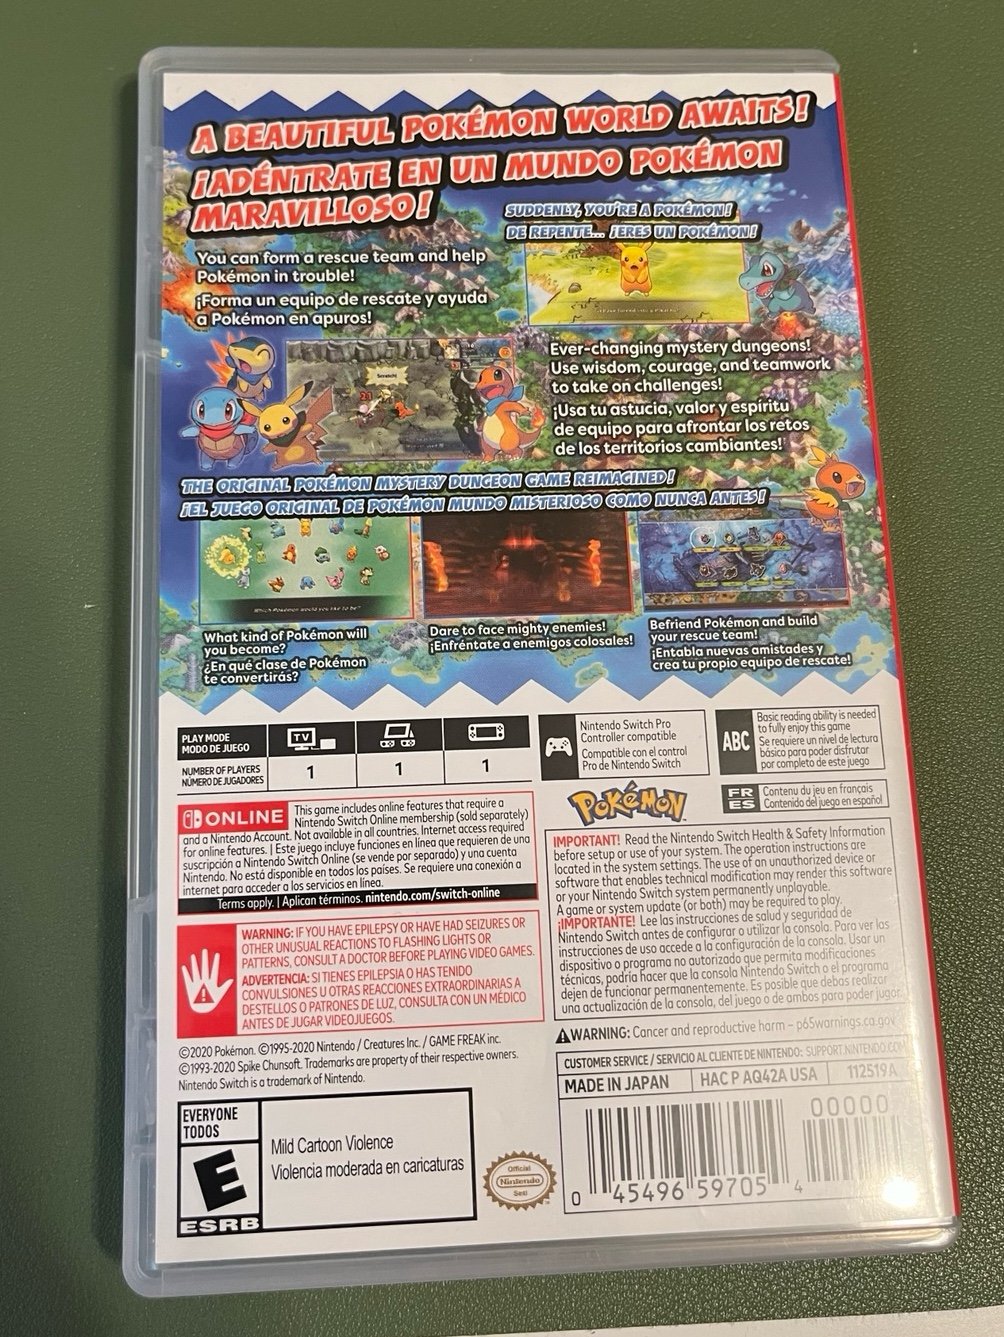 A BEAUTIFUL POKÉMON WORLD AWAITS!
¡ADÉNTRATE EN UN MUNDO POKÉMON
MARAVILLOSO!
SUDDENLY, YOU'RE A POKÉMON!
DE REPENTE... ¡ERES UN POKÉMON!
You can form a rescue team and help
Pokémon in trouble!
¡Forma un equipo de rescate y ayuda
a Pokémon en apuros!
Ever-changing mystery dungeons!
Use wisdom, courage, and teamwork
to take on challenges!
¡Usa tu astucia, valor y espíritu
de equipo para afrontar los retos
de los territorios cambiantes!
THE ORIGINAL POKÉMON MYSTERY DUNGEON GAME REIMAGINED!
¡EL JUEGO ORIGINAL DE POKÉMON MUNDO MISTERIOSO COMO NUNCA ANTES!
Which Pokémon would you like to be?
What kind of Pokémon will
you become?
¿En qué clase de Pokémon
te convertirás?
Dare to face mighty enemies!
¡Enfréntate a enemigos colosales!
Befriend Pokémon and build
your rescue team!
¡Entabla nuevas amistades y
crea tu propio equipo de rescate!
PLAY MODE
MODO DE JUEGO
TV
NUMBER OF PLAYERS
NÚMERO DE JUGADORES
1
1
1
Nintendo Switch Pro
Controller compatible
Compatible con el control
Pro de Nintendo Switch
ABC
Basic reading ability is needed
to fully enjoy this game
Se requiere un nivel de lectura
básico para poder disfrutar
por completo de este juego
ONLINE This game includes online features that require a
Nintendo Switch Online membership (sold separately)
and a Nintendo Account. Not available in all countries. Internet access required
for online features. | Este juego incluye funciones en línea que requieren de una
suscripción a Nintendo Switch Online (se vende por separado) y una cuenta
Nintendo. No está disponible en todos los países. Se requiere una conexión a
internet para acceder a los servicios en línea.
Terms apply. | Aplican términos. nintendo.com/switch-online
POKéMON
FR
ES
Contenu du jeu en français
Contenido del juego en español
IMPORTANT! Read the Nintendo Switch Health & Safety Information
before setup or use of your system. The operation instructions are
located in the system settings. The use of an unauthorized device or
software that enables technical modification may render this software
or your Nintendo Switch system permanently unplayable.
A game or system update (or both) may be required to play.
¡IMPORTANTE! Lee las instrucciones de salud y seguridad de
Nintendo Switch antes de configurar o utilizar la consola. Para ver las
instrucciones de uso accede a la configuración de la consola. Usar un
dispositivo o programa no autorizado que permita modificaciones
técnicas, podría hacer que la consola Nintendo Switch o el programa
dejen de funcionar permanentemente. Es posible que debas realizar
una actualización de la consola, del juego o de ambos para poder jugar.
WARNING: IF YOU HAVE EPILEPSY OR HAVE HAD SEIZURES OR
OTHER UNUSUAL REACTIONS TO FLASHING LIGHTS OR
PATTERNS, CONSULT A DOCTOR BEFORE PLAYING VIDEO GAMES.
ADVERTENCIA: SI TIENES EPILEPSIA O HAS TENIDO
CONVULSIONES U OTRAS REACCIONES EXTRAORDINARIAS A
DESTELLOS O PATRONES DE LUZ, CONSULTA CON UN MÉDICO
ANTES DE JUGAR VIDEOJUEGOS.
WARNING: Cancer and reproductive harm – p65warnings.ca.gov
©2020 Pokémon. ©1995-2020 Nintendo / Creatures Inc. / GAME FREAK inc.
©1993-2020 Spike Chunsoft. Trademarks are property of their respective owners.
Nintendo Switch is a trademark of Nintendo.
CUSTOMER SERVICE / SERVICIO AL CLIENTE DE NINTENDO: SUPPORT.NINTENDO.COM
MADE IN JAPAN
HAC P AQ42A USA
112519A
EVERYONE
TODOS
E
ESRB
Mild Cartoon Violence
Violencia moderada en caricaturas
Official
Nintendo
Seal
00000
0 45496 59705 4